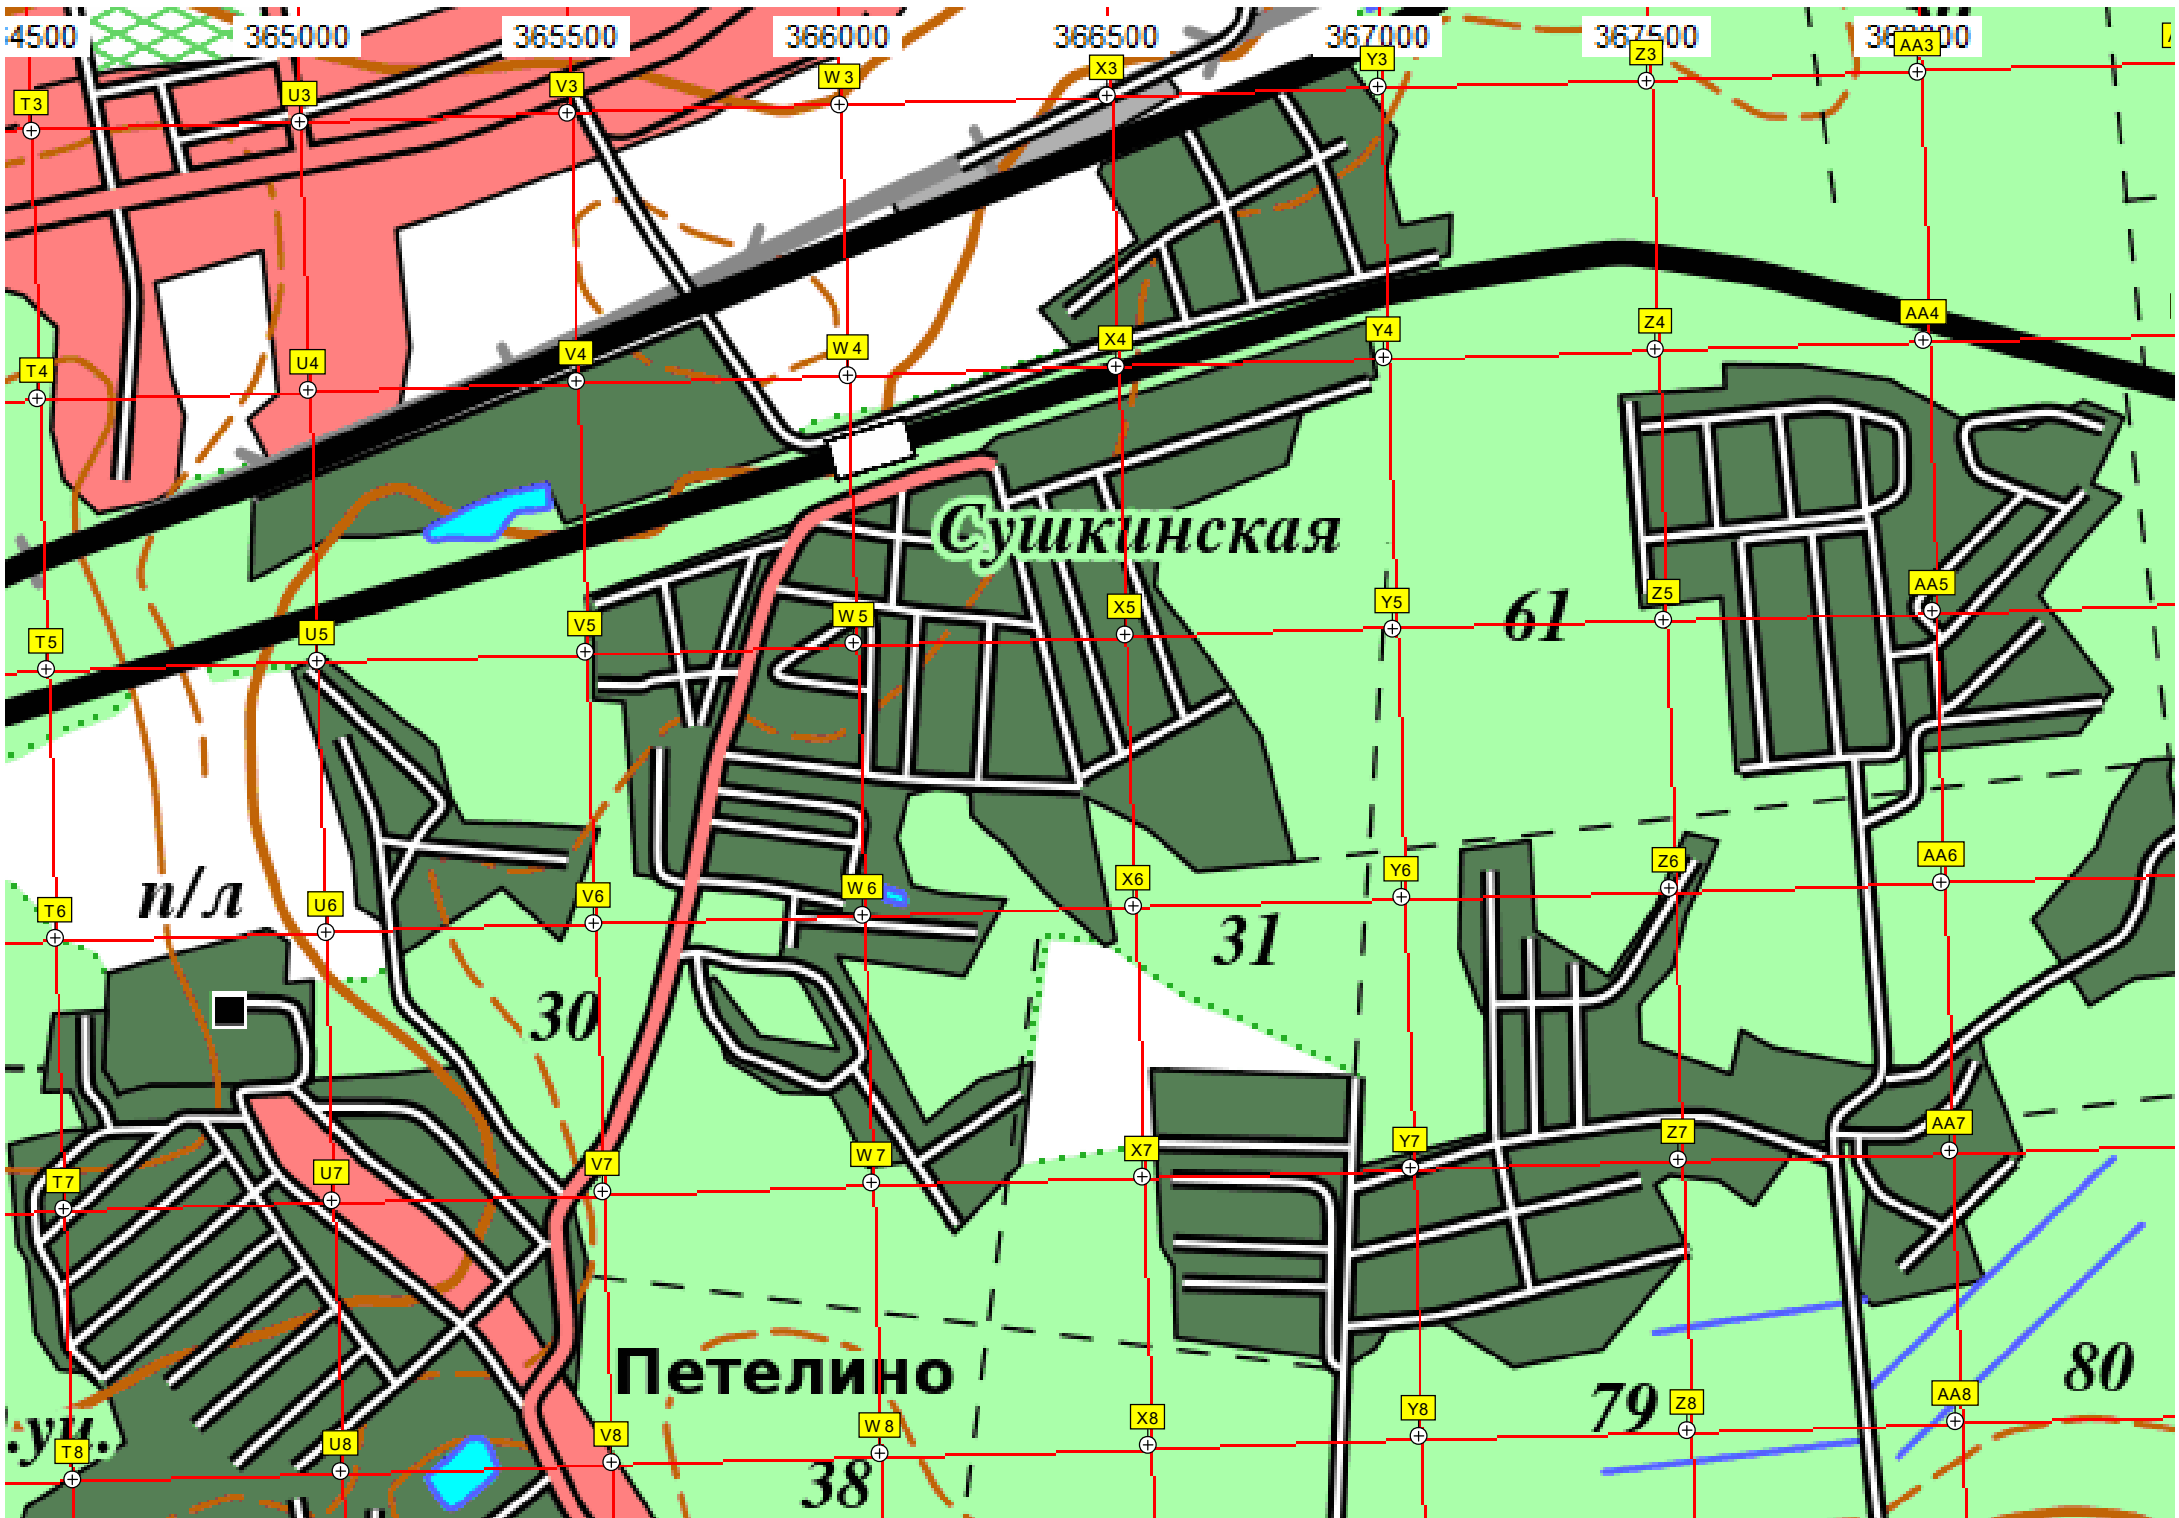 365000 365500 366000 366500 367000 367500
T3 U3 V3 W3 X3 Y3 Z3 AA3
T4 U4 V4 W4 X4 Y4 Z4 AA4
Сушкинская
61
T5 U5 V5 W5 X5 Y5 Z5 AA5
п/л
T6 U6 V6 W6 X6 Y6 Z6 AA6
30
31
T7 U7 V7 W7 X7 Y7 Z7 AA7
Петелино
79
80
T8 U8 V8 W8 X8 Y8 Z8 AA8
38